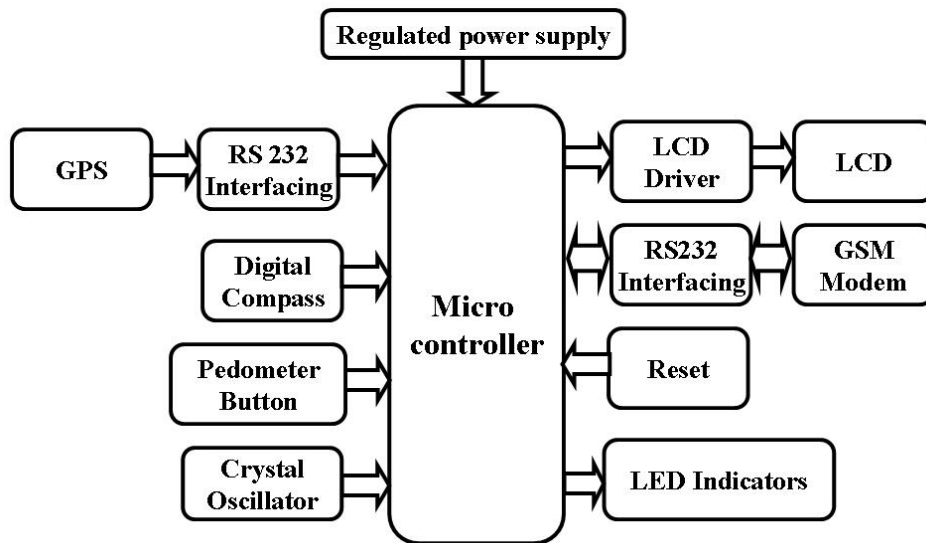 Regulated power supply
GPS
RS 232
Interfacing
Digital
Compass
Pedometer
Button
Crystal
Oscillator
Micro
controller
LCD
Driver
LCD
RS232
Interfacing
GSM
Modem
Reset
LED Indicators